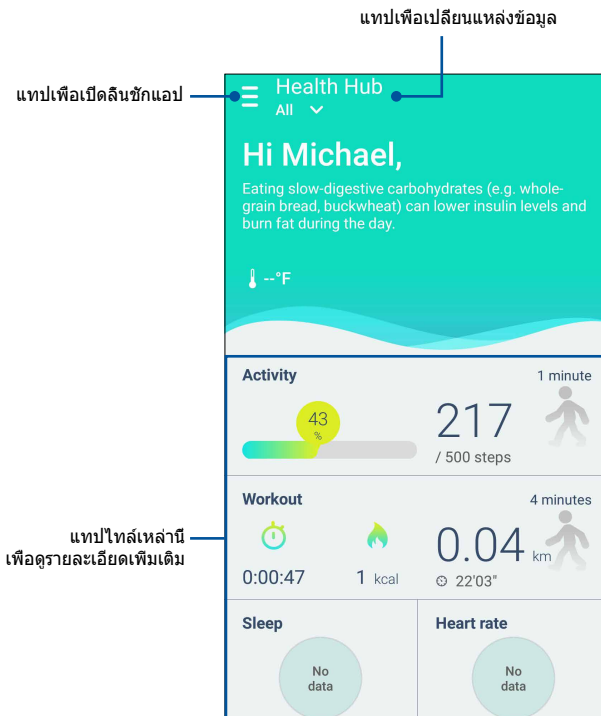 แทปเพื่อเปลี่ยนแหล่งข้อมูล
แทปเพื่อเปิดลิ้นชักแอป
Health Hub
All
Hi Michael,
Eating slow-digestive carbohydrates (e.g. whole-
grain bread, buckwheat) can lower insulin levels and
burn fat during the day.
--°F
Activity
1 minute
43
%
217
/ 500 steps
Workout
4 minutes
0:00:47
1 kcal
0.04 km
22'03"
แทปไทล์เหล่านี้
เพื่อดูรายละเอียดเพิ่มเติม
Sleep
Heart rate
No
data
No
data